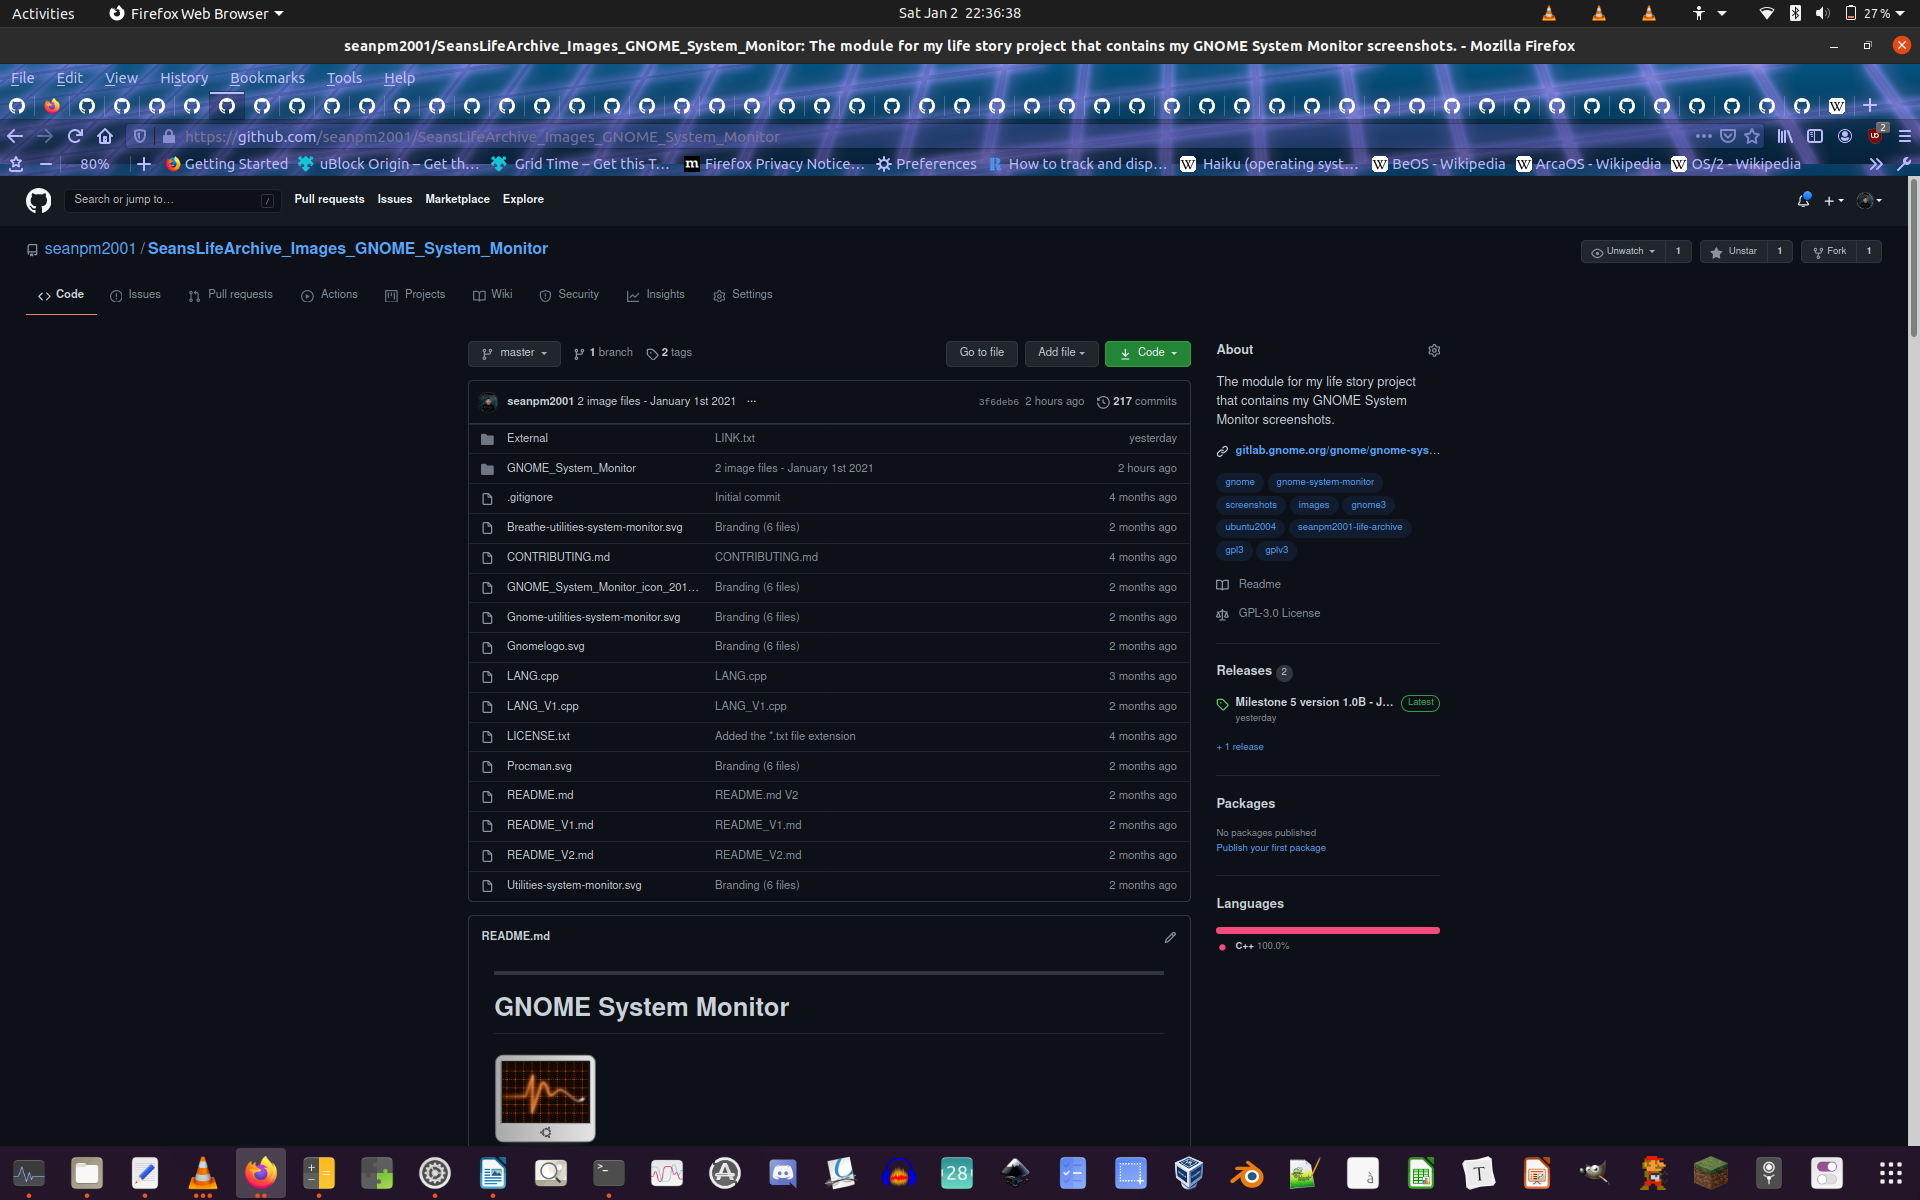 Activities
Firefox Web Browser
Sat Jan 2 22:36:38
27 %
seanpm2001/SeansLifeArchive_Images_GNOME_System_Monitor: The module for my life story project that contains my GNOME System Monitor screenshots. - Mozilla Firefox
File Edit View History Bookmarks Tools Help
https://github.com/seanpm2001/SeansLifeArchive_Images_GNOME_System_Monitor
2
80%
Getting Started
uBlock Origin – Get th…
Grid Time – Get this T…
Firefox Privacy Notice…
Preferences
How to track and disp…
Haiku (operating syst…
BeOS - Wikipedia
ArcaOS - Wikipedia
OS/2 - Wikipedia
Search or jump to…
/
Pull requests Issues Marketplace Explore
seanpm2001 / SeansLifeArchive_Images_GNOME_System_Monitor
Unwatch 1
Unstar 1
Fork 1
Code Issues Pull requests Actions Projects Wiki Security Insights Settings
master
1 branch
2 tags
Go to file
Add file
Code
seanpm2001 2 image files - January 1st 2021 ...
3f6deb6 2 hours ago 217 commits
External LINK.txt yesterday
GNOME_System_Monitor 2 image files - January 1st 2021 2 hours ago
.gitignore Initial commit 4 months ago
Breathe-utilities-system-monitor.svg Branding (6 files) 2 months ago
CONTRIBUTING.md CONTRIBUTING.md 4 months ago
GNOME_System_Monitor_icon_201… Branding (6 files) 2 months ago
Gnome-utilities-system-monitor.svg Branding (6 files) 2 months ago
Gnomelogo.svg Branding (6 files) 2 months ago
LANG.cpp LANG.cpp 3 months ago
LANG_V1.cpp LANG_V1.cpp 2 months ago
LICENSE.txt Added the *.txt file extension 4 months ago
Procman.svg Branding (6 files) 2 months ago
README.md README.md V2 2 months ago
README_V1.md README_V1.md 2 months ago
README_V2.md README_V2.md 2 months ago
Utilities-system-monitor.svg Branding (6 files) 2 months ago
README.md
GNOME System Monitor
About
The module for my life story project
that contains my GNOME System
Monitor screenshots.
gitlab.gnome.org/gnome/gnome-sys…
gnome gnome-system-monitor
screenshots images gnome3
ubuntu2004 seanpm2001-life-archive
gpl3 gplv3
Readme
GPL-3.0 License
Releases 2
Milestone 5 version 1.0B - J… Latest
yesterday
+ 1 release
Packages
No packages published
Publish your first package
Languages
C++ 100.0%
28